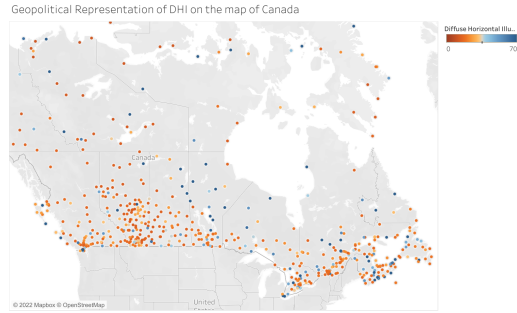 Geopolitical Representation of DHI on the map of Canada
Diffuse Horizontal Illu...
0
70
Canada
United
© 2022 Mapbox © OpenStreetMap